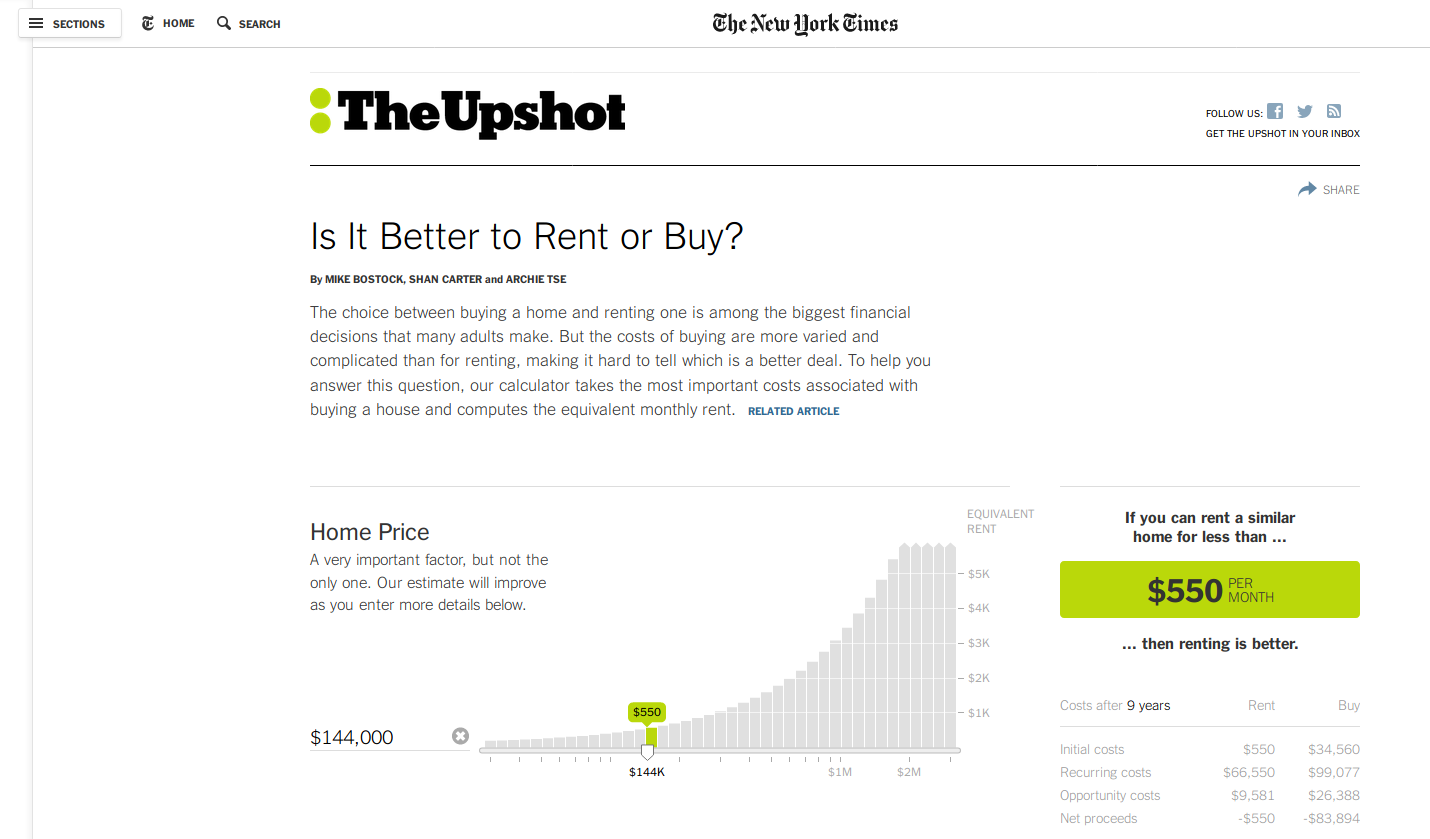 SECTIONS HOME SEARCH The New York Times
The Upshot
FOLLOW US:
GET THE UPSHOT IN YOUR INBOX
SHARE
Is It Better to Rent or Buy?
By MIKE BOSTOCK, SHAN CARTER and ARCHIE TSE
The choice between buying a home and renting one is among the biggest financial
decisions that many adults make. But the costs of buying are more varied and
complicated than for renting, making it hard to tell which is a better deal. To help you
answer this question, our calculator takes the most important costs associated with
buying a house and computes the equivalent monthly rent. RELATED ARTICLE
Home Price
A very important factor, but not the
only one. Our estimate will improve
as you enter more details below.
$144,000
EQUIVALENT
RENT
$5K
$4K
$3K
$2K
$1K
$550
$144K $1M $2M
If you can rent a similar
home for less than ...
$550 PER
MONTH
... then renting is better.
Costs after 9 years Rent Buy
Initial costs $550 $34,560
Recurring costs $66,550 $99,077
Opportunity costs $9,581 $26,388
Net proceeds -$550 -$83,894